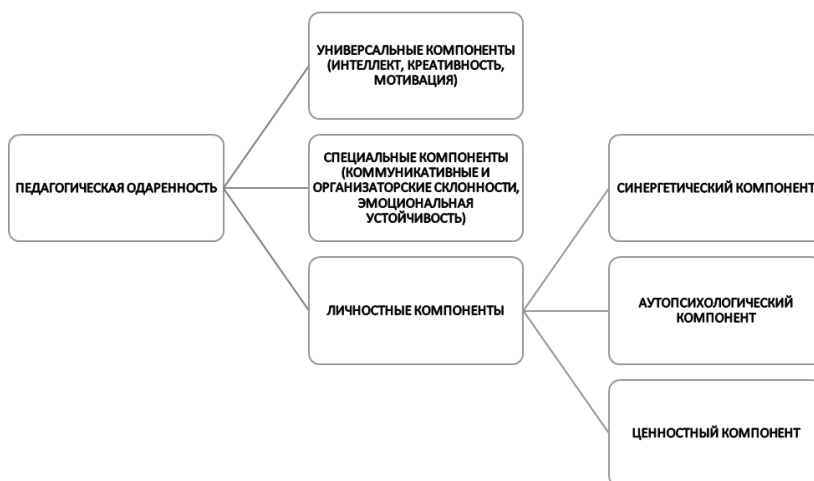 УНИВЕРСАЛЬНЫЕ КОМПОНЕНТЫ
(ИНТЕЛЛЕКТ, КРЕАТИВНОСТЬ,
МОТИВАЦИЯ)
ПЕДАГОГИЧЕСКАЯ ОДАРЕННОСТЬ
СПЕЦИАЛЬНЫЕ КОМПОНЕНТЫ
(КОММУНИКАТИВНЫЕ И
ОРГАНИЗАТОРСКИЕ СКЛОННОСТИ,
ЭМОЦИОНАЛЬНАЯ
УСТОЙЧИВОСТЬ)
ЛИЧНОСТНЫЕ КОМПОНЕНТЫ
СИНЕРГЕТИЧЕСКИЙ КОМПОНЕНТ
АУТОПСИХОЛОГИЧЕСКИЙ
КОМПОНЕНТ
ЦЕННОСТНЫЙ КОМПОНЕНТ